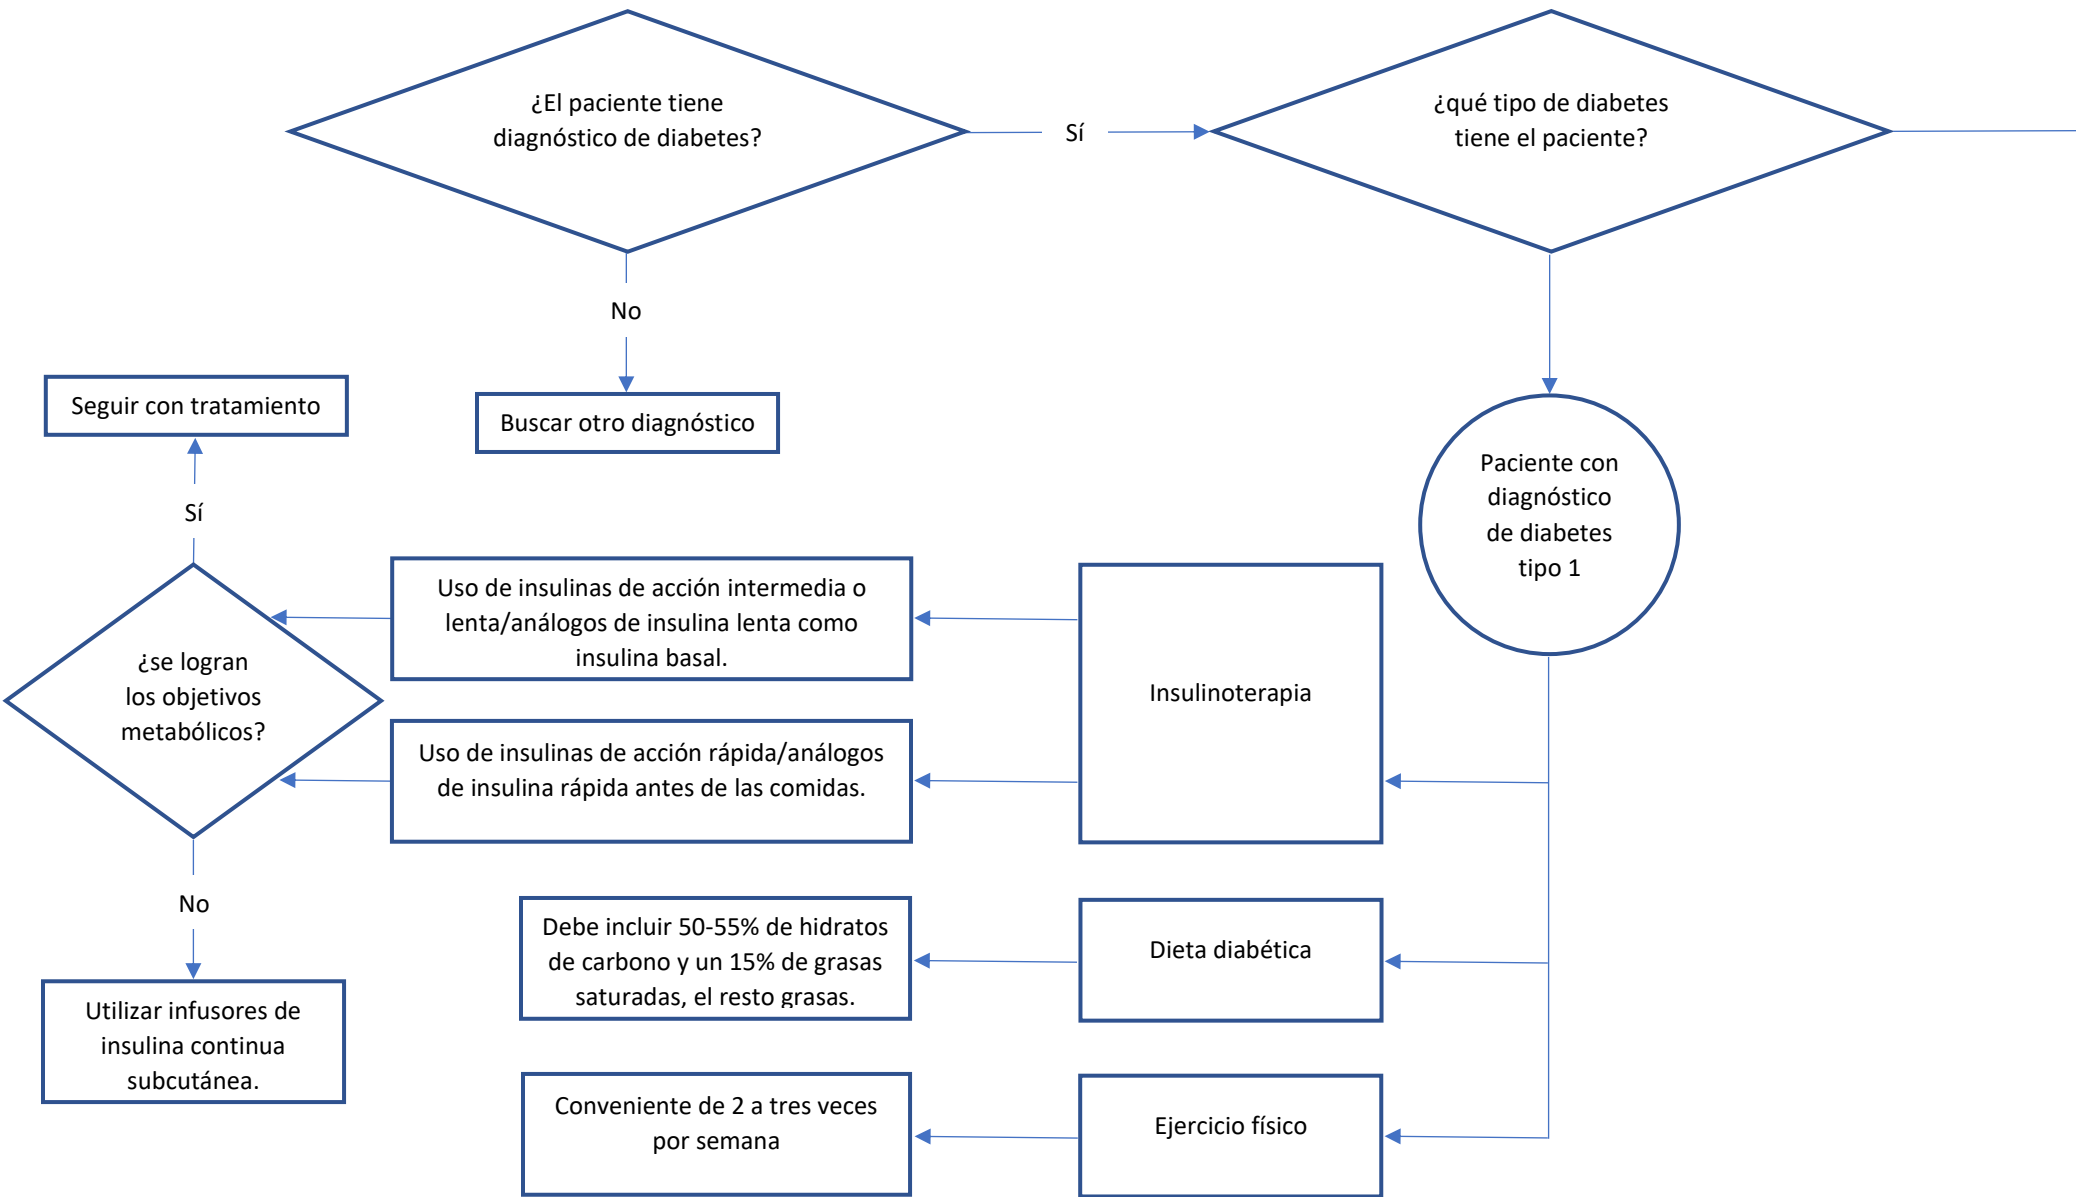 ¿El paciente tiene
diagnóstico de diabetes?
Sí
¿qué tipo de diabetes
tiene el paciente?
No
Seguir con tratamiento
Buscar otro diagnóstico
Paciente con
diagnóstico
de diabetes
tipo 1
Sí
Uso de insulinas de acción intermedia o
lenta/análogos de insulina lenta como
insulina basal.
¿se logran
los objetivos
metabólicos?
Insulinoterapia
Uso de insulinas de acción rápida/análogos
de insulina rápida antes de las comidas.
No
Debe incluir 50-55% de hidratos
de carbono y un 15% de grasas
saturadas, el resto grasas.
Dieta diabética
Utilizar infusores de
insulina continua
subcutánea.
Conveniente de 2 a tres veces
por semana
Ejercicio físico